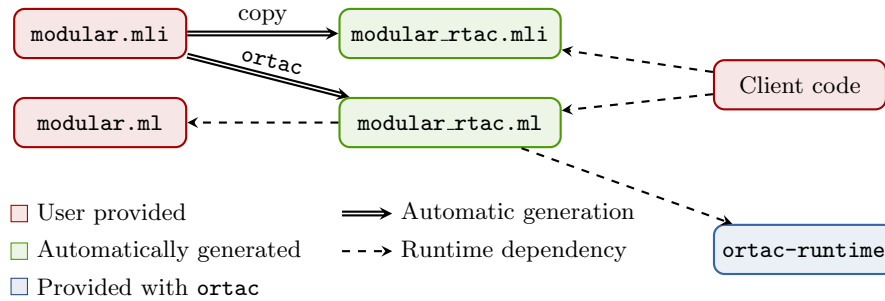 copy
modular.mli
modular_rtac.mli
ortac
Client code
modular.ml
modular_rtac.ml
User provided
Automatic generation
Automatically generated
Runtime dependency
ortac-runtime
Provided with ortac